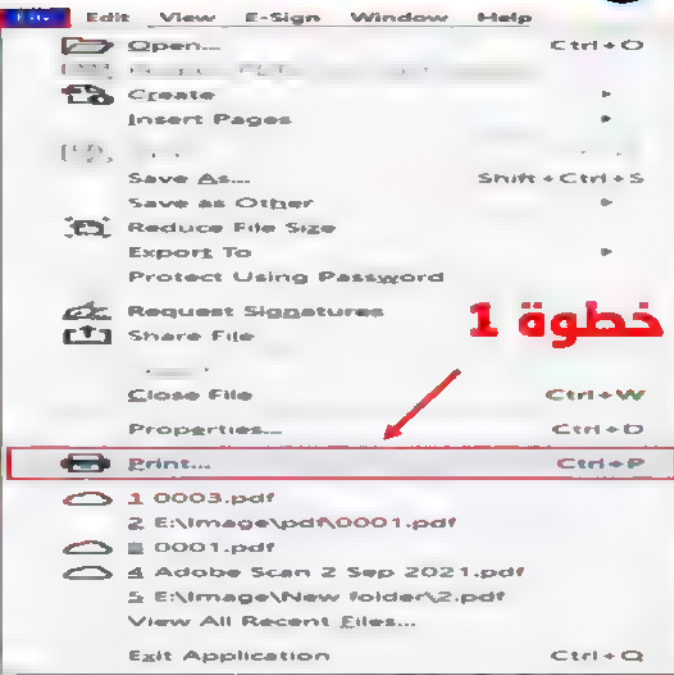 File Edit View E-Sign Window Help
Open... Ctrl+O
Create
Insert Pages
Save As... Shift+Ctrl+S
Save as Other
Reduce File Size
Export To
Protect Using Password
Request Signatures
خطوة 1
Share File
Close File Ctrl+W
Properties... Ctrl+D
Print... Ctrl+P
1 0003.pdf
2 E:\Image\pdf\0001.pdf
0001.pdf
4 Adobe Scan 2 Sep 2021.pdf
5 E:\Image\New folder\2.pdf
View All Recent Files...
Exit Application Ctrl+Q